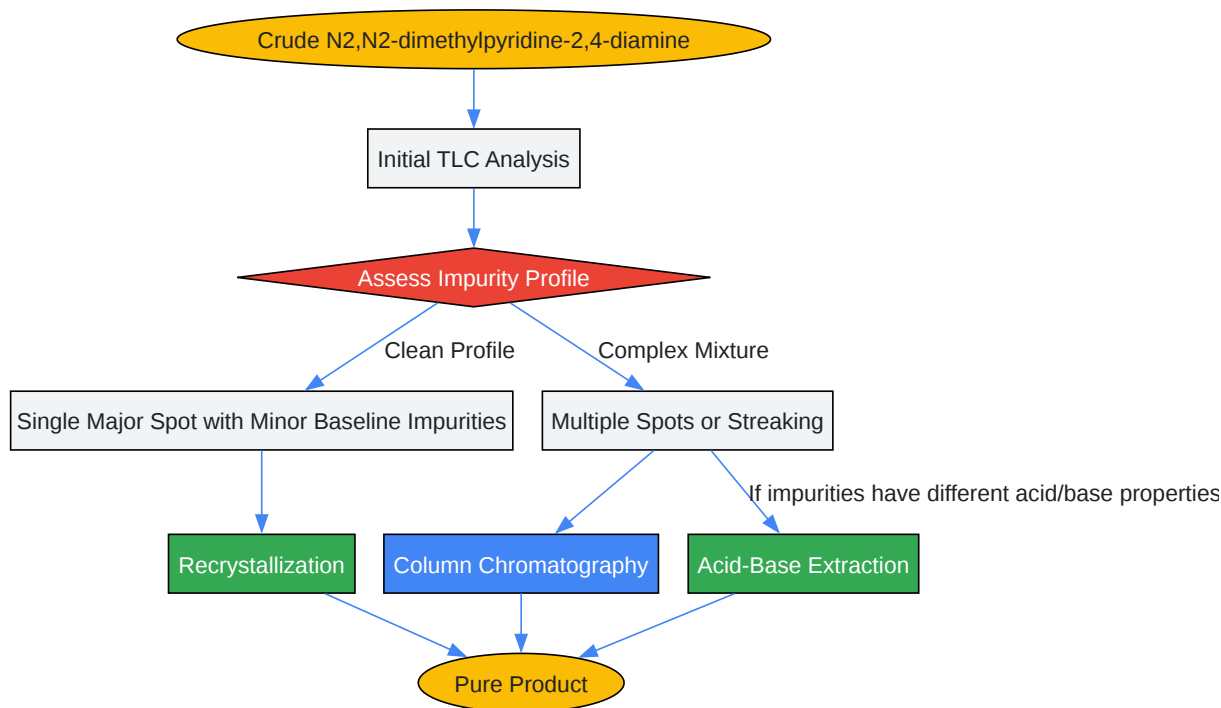 Crude N2,N2-dimethylpyridine-2,4-diamine
Initial TLC Analysis
Assess Impurity Profile
Clean Profile
Complex Mixture
Single Major Spot with Minor Baseline Impurities
Multiple Spots or Streaking
If impurities have different acid/base properties
Recrystallization
Column Chromatography
Acid-Base Extraction
Pure Product